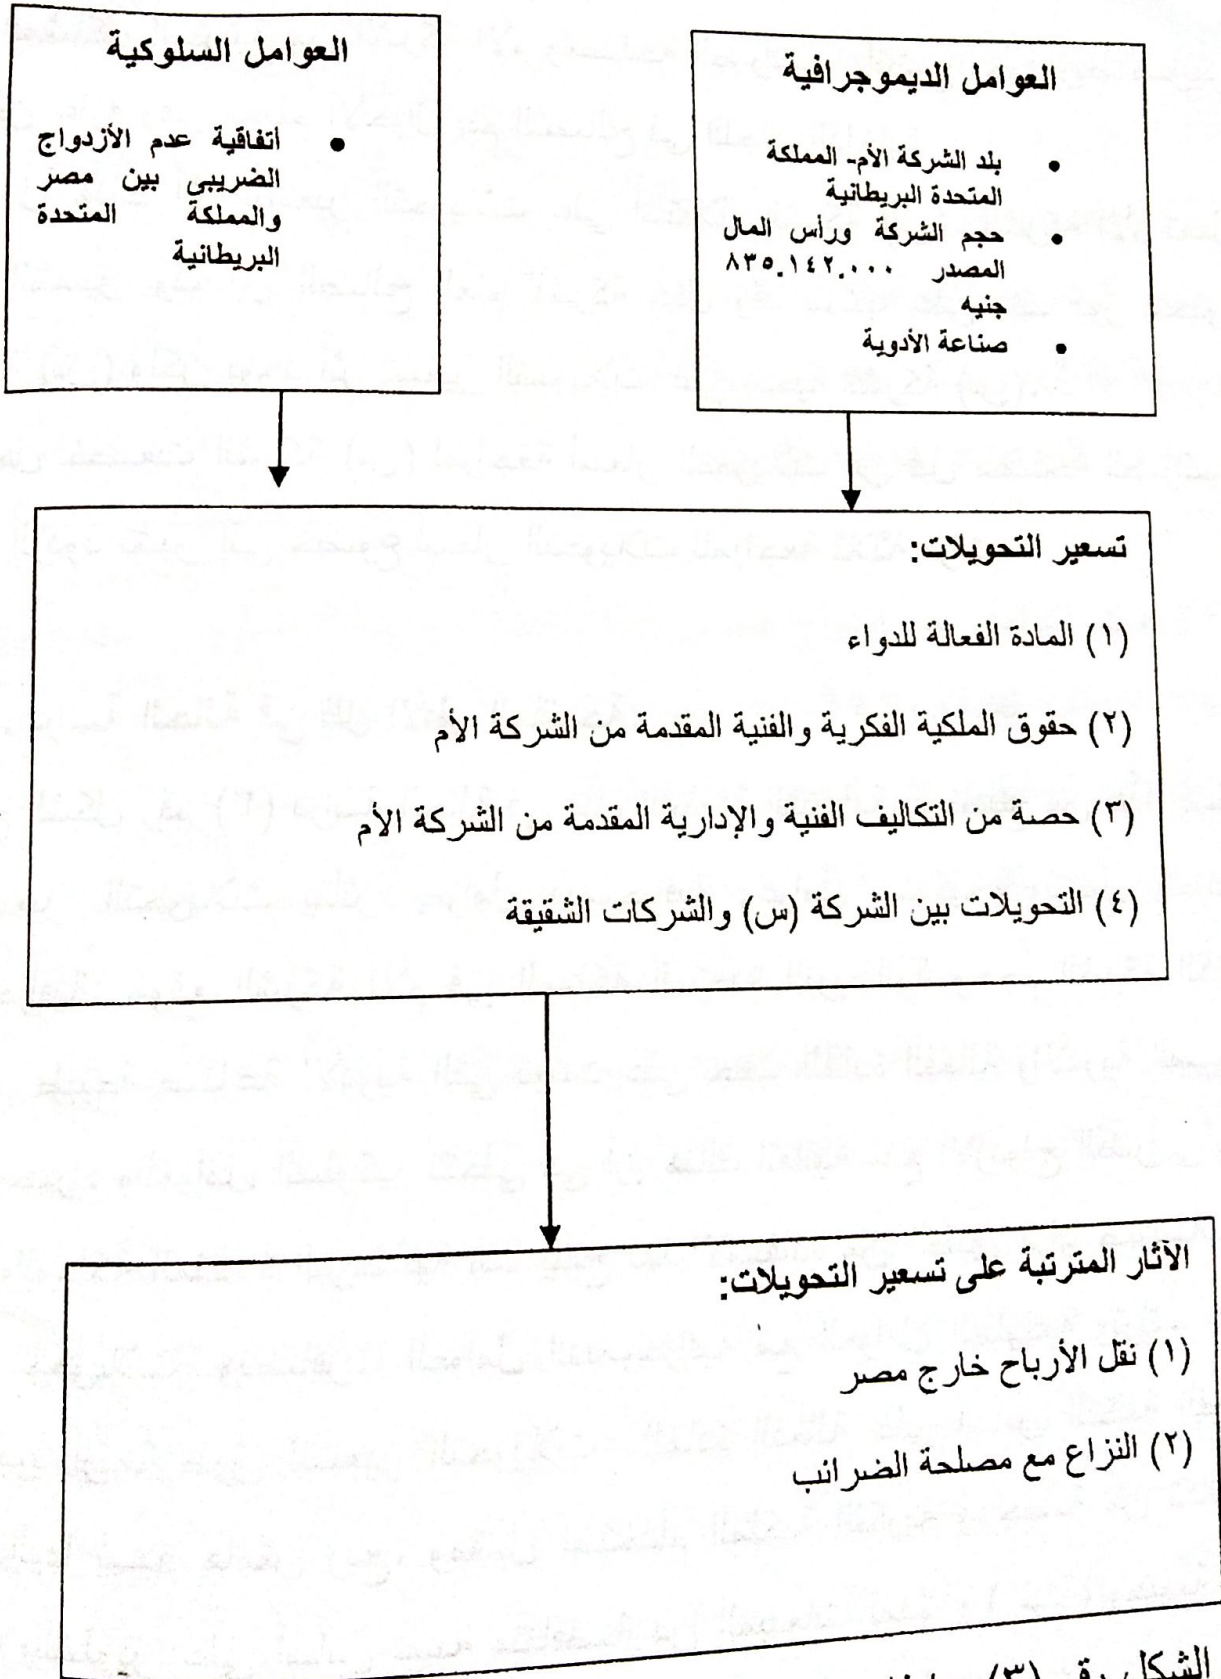 العوامل الديموجرافية
• بلد الشركة الأم- المملكة
المتحدة البريطانية
• حجم الشركة ورأس المال
المصدر ٨٣٥.١٤٢.٠٠٠
جنيه
• صناعة الأدوية
العوامل السلوكية
• أتفاقية عدم الأزدواج
الضريبي بين مصر
والمملكة المتحدة
البريطانية
تسعير التحويلات:
(١) المادة الفعالة للدواء
(٢) حقوق الملكية الفكرية والفنية المقدمة من الشركة الأم
(٣) حصة من التكاليف الفنية والإدارية المقدمة من الشركة الأم
(٤) التحويلات بين الشركة (س) والشركات الشقيقة
الآثار المترتبة على تسعير التحويلات:
(١) نقل الأرباح خارج مصر
(٢) النزاع مع مصلحة الضرائب
الشكل رقم (٣)